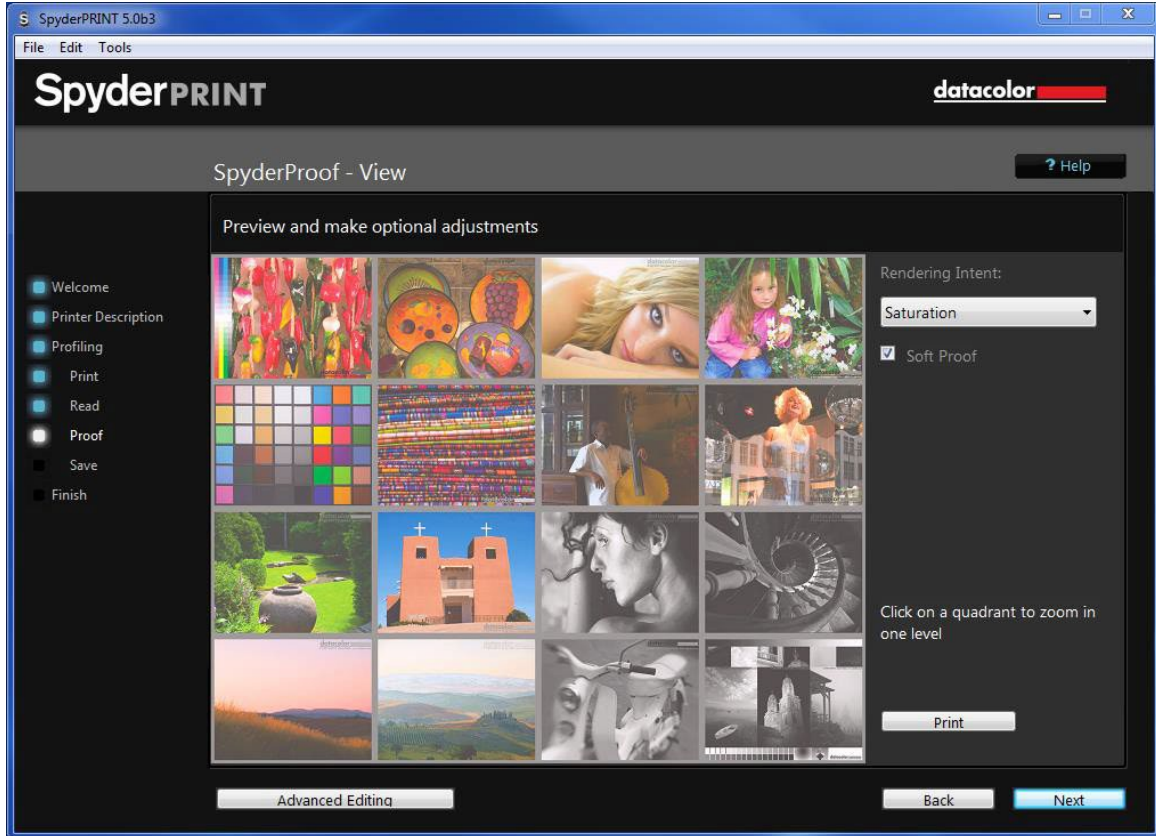 SpyderPRINT 5.0b3
File Edit Tools
SpyderPRINT
datacolor
SpyderProof - View
? Help
Preview and make optional adjustments
Welcome
Printer Description
Profiling
Print
Read
Proof
Save
Finish
Rendering Intent:
Saturation
Soft Proof
Click on a quadrant to zoom in
one level
Print
Advanced Editing
Back
Next